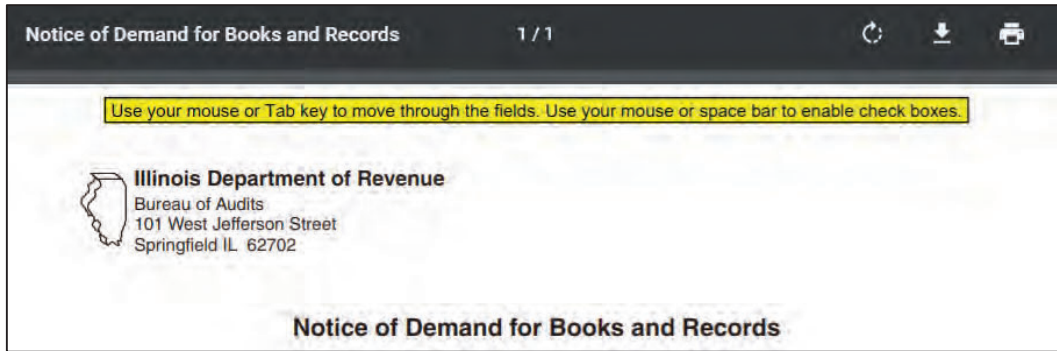 Notice of Demand for Books and Records 1 / 1
Use your mouse or Tab key to move through the fields. Use your mouse or space bar to enable check boxes.
Illinois Department of Revenue
Bureau of Audits
101 West Jefferson Street
Springfield IL 62702
Notice of Demand for Books and Records